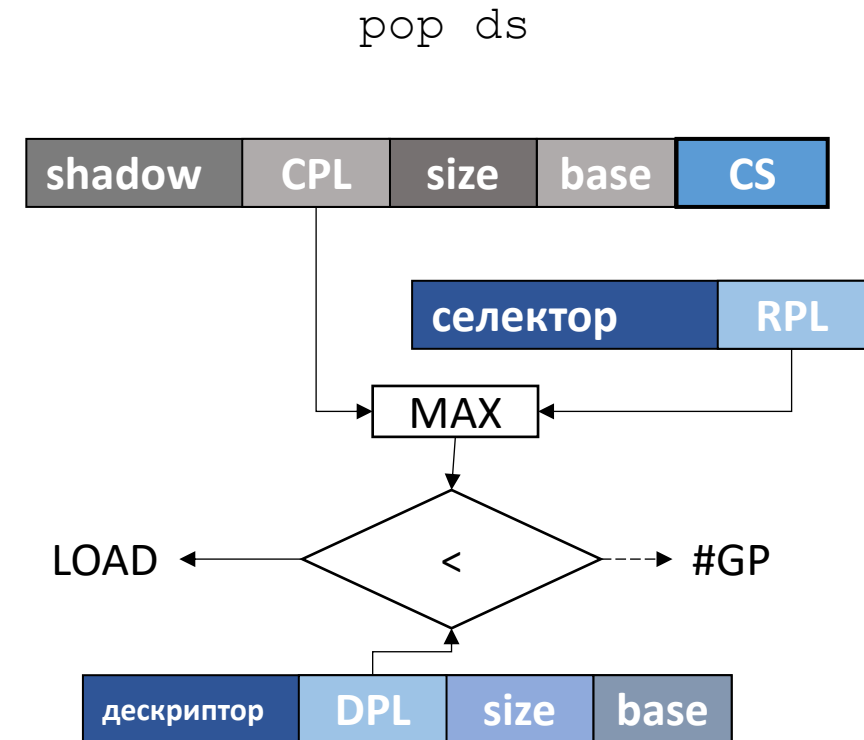 pop ds
shadow CPL size base CS
селектор RPL
MAX
LOAD < #GP
дескриптор DPL size base